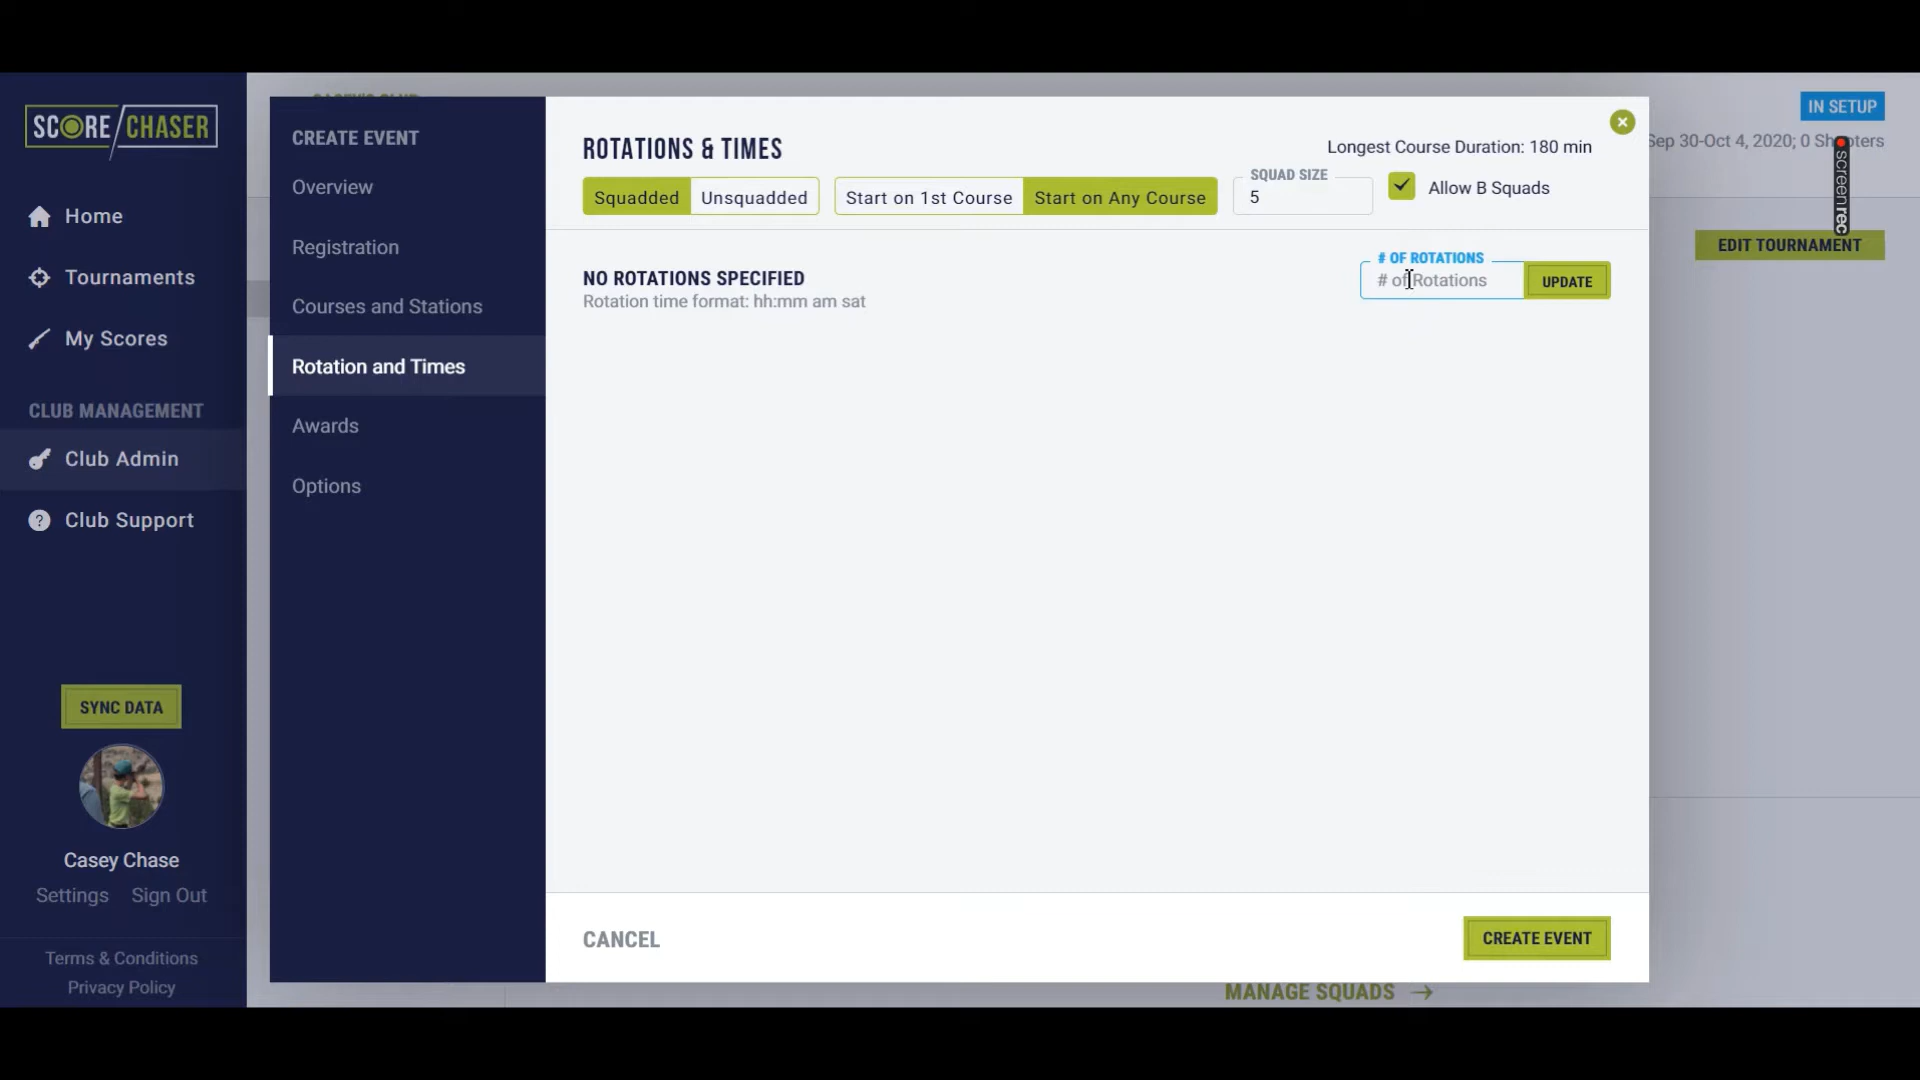 SCORE/CHASER
Home
Tournaments
My Scores
CLUB MANAGEMENT
Club Admin
Club Support
SYNC DATA
Casey Chase
Settings Sign Out
Terms & Conditions
Privacy Policy
CREATE EVENT
Overview
Registration
Courses and Stations
Rotation and Times
Awards
Options
ROTATIONS & TIMES
Longest Course Duration: 180 min
Squadded Unsquadded
Start on 1st Course Start on Any Course
SQUAD SIZE
5
Allow B Squads
NO ROTATIONS SPECIFIED
Rotation time format: hh:mm am sat
# OF ROTATIONS
# of Rotations
UPDATE
CANCEL
CREATE EVENT
IN SETUP
Sep 30-Oct 4, 2020; 0 Shooters
screenrec
EDIT TOURNAMENT
MANAGE SQUADS